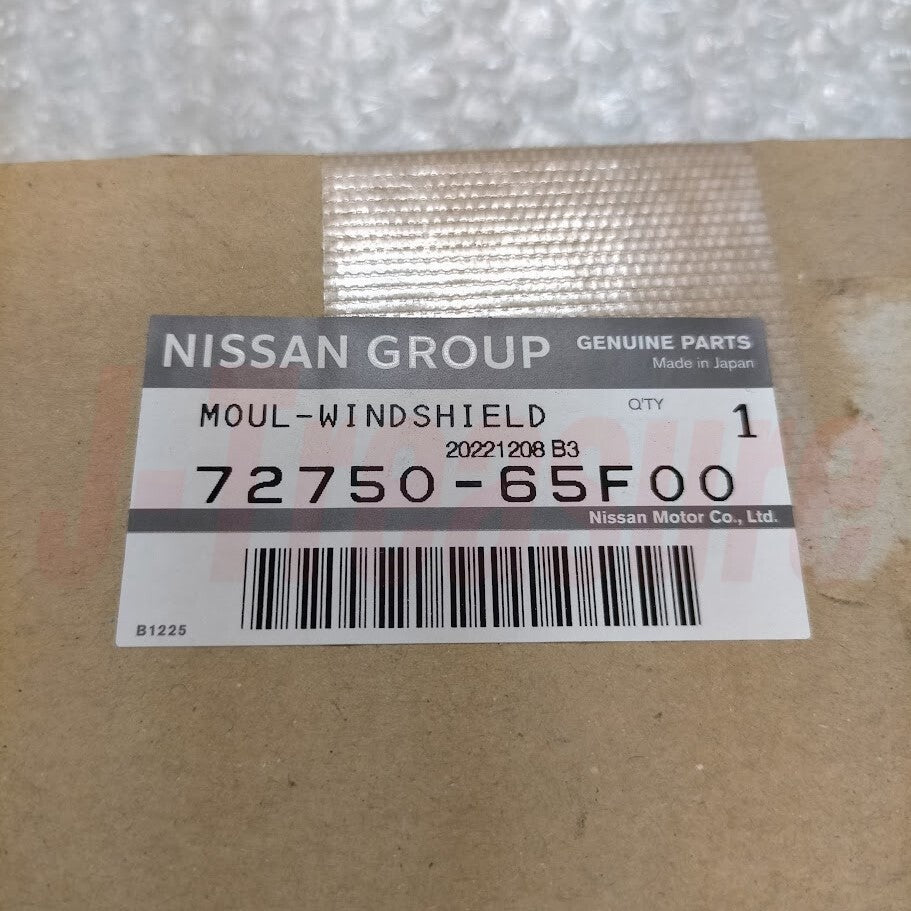 NISSAN GROUP GENUINE PARTS
Made in Japan
MOUL-WINDSHIELD Q'TY 1
20221208 B3
72750-65F00
Nissan Motor Co., Ltd.
B1225
J-Treasure